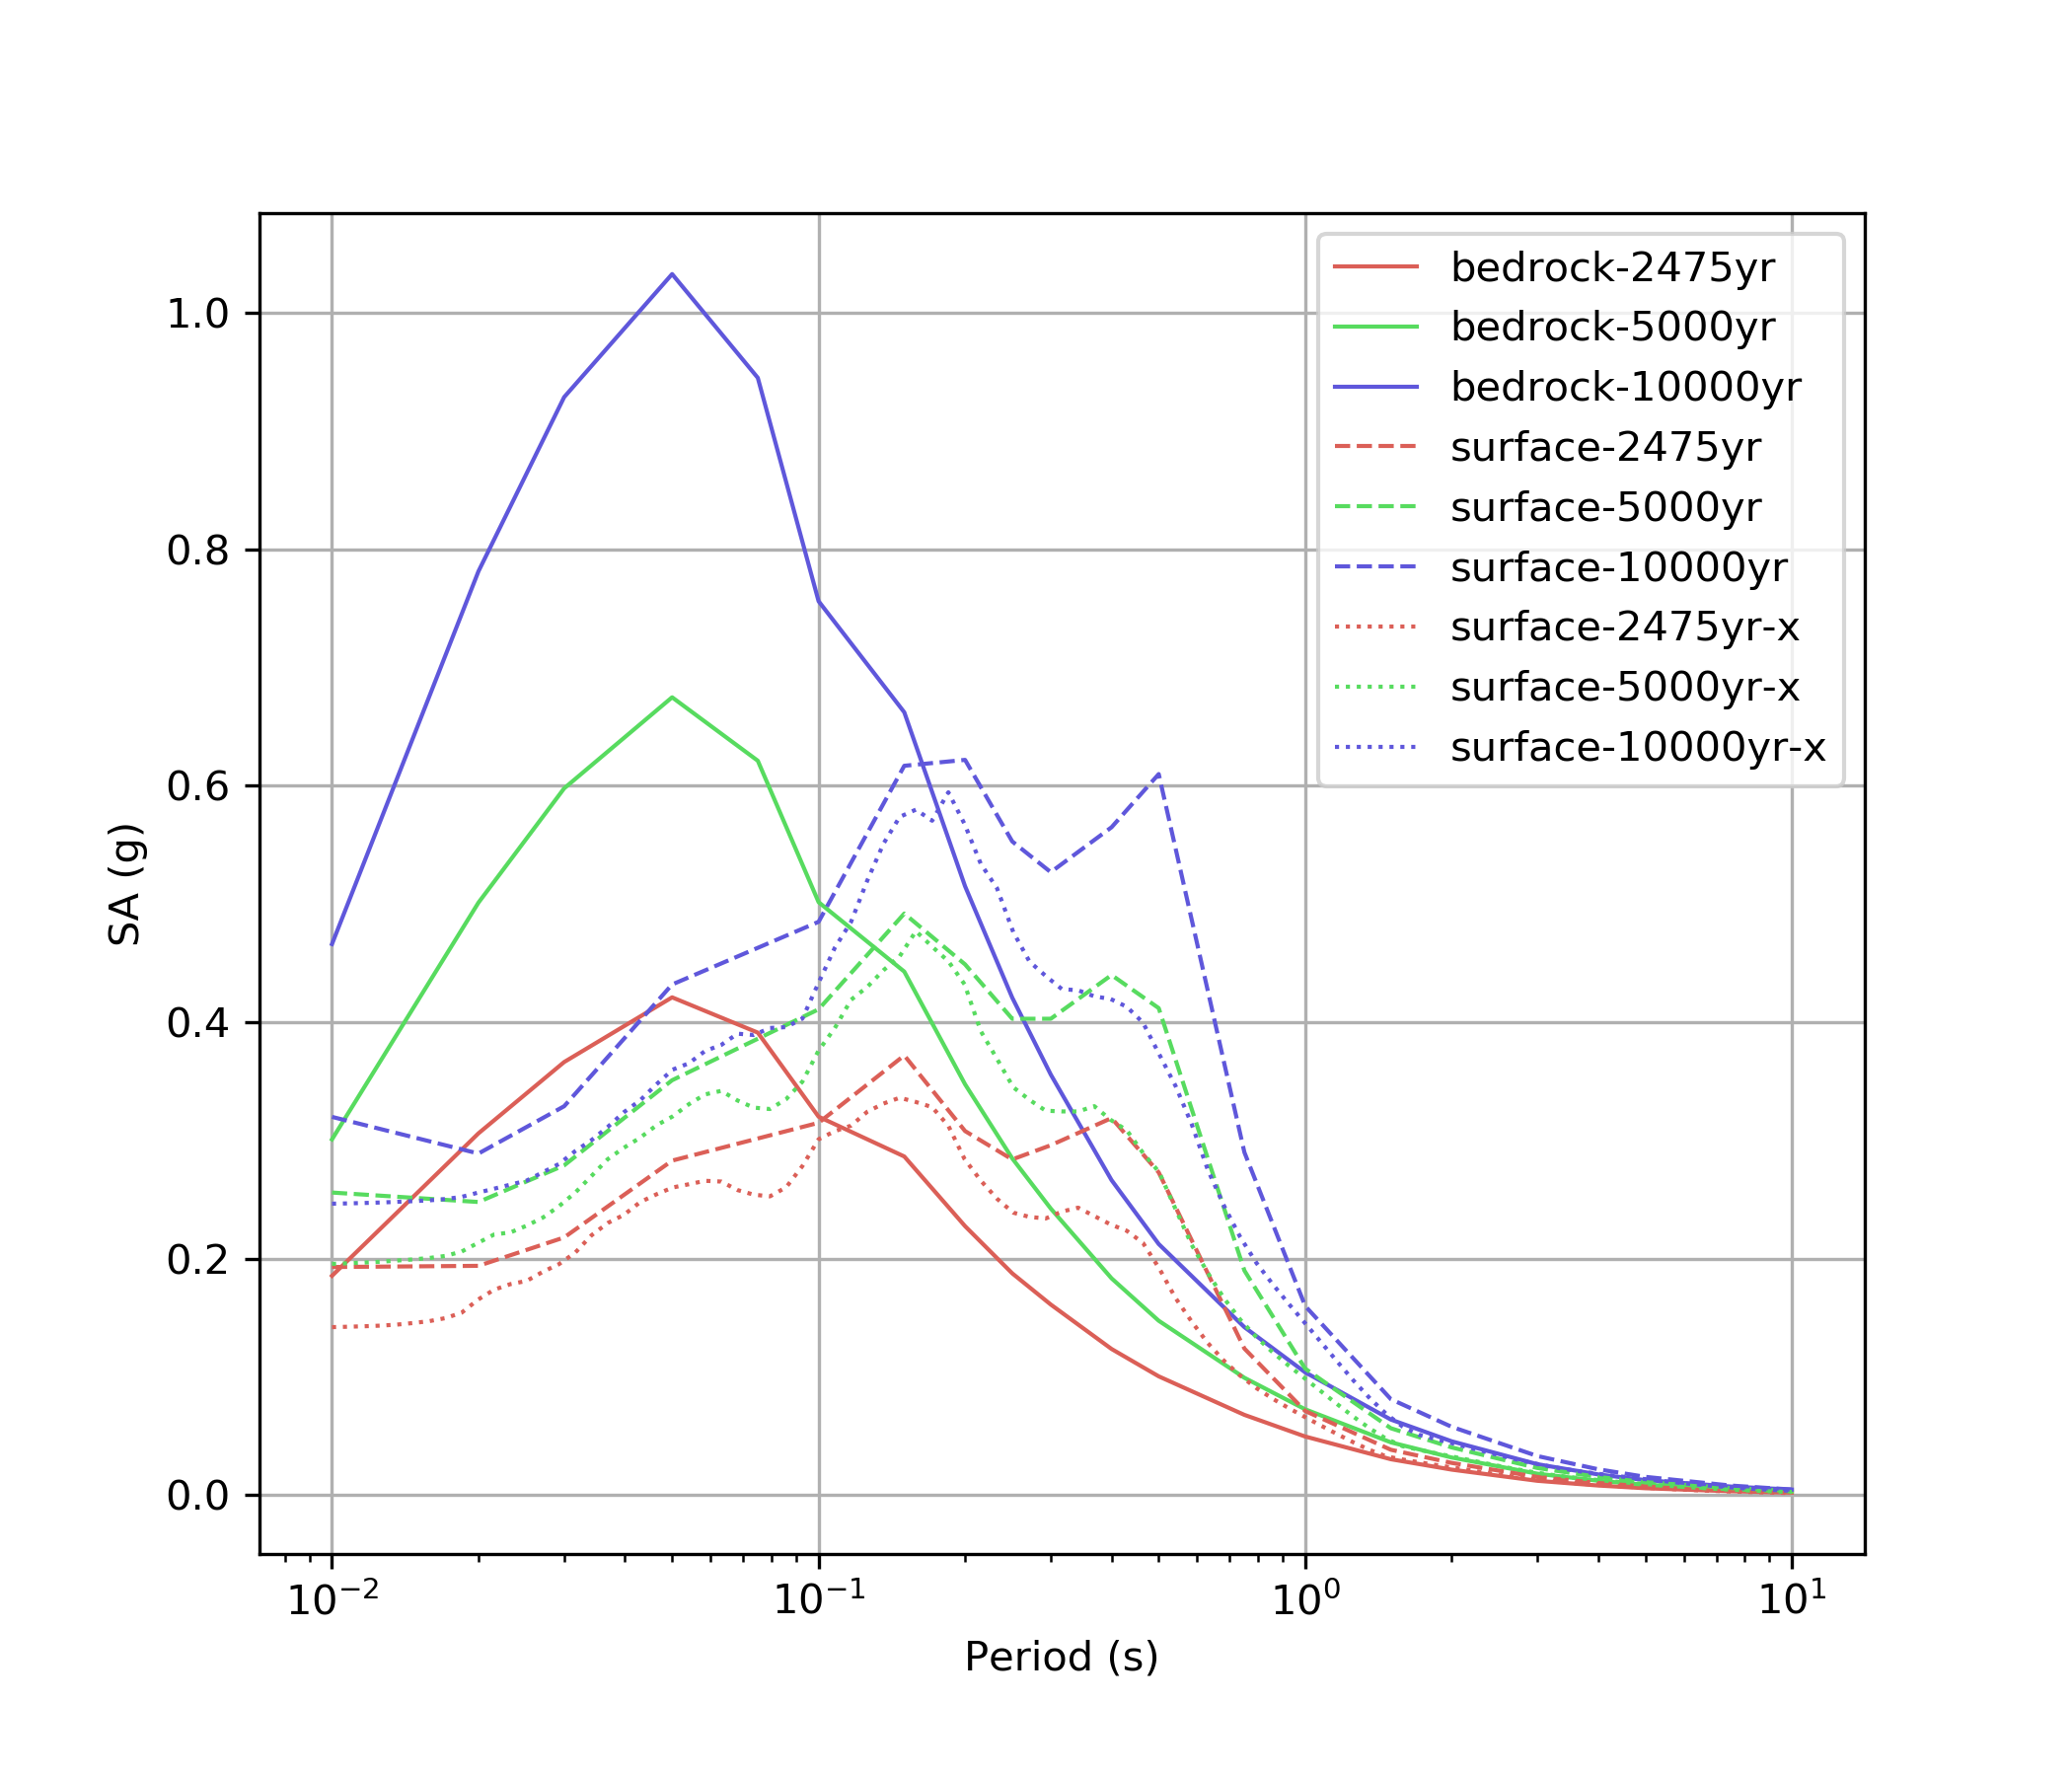 bedrock-2475yr
bedrock-5000yr
bedrock-10000yr
surface-2475yr
surface-5000yr
surface-10000yr
surface-2475yr-x
surface-5000yr-x
surface-10000yr-x
1.0
0.8
0.6
0.4
0.2
0.0
SA (g)
10⁻² 10⁻¹ 10⁰ 10¹
Period (s)